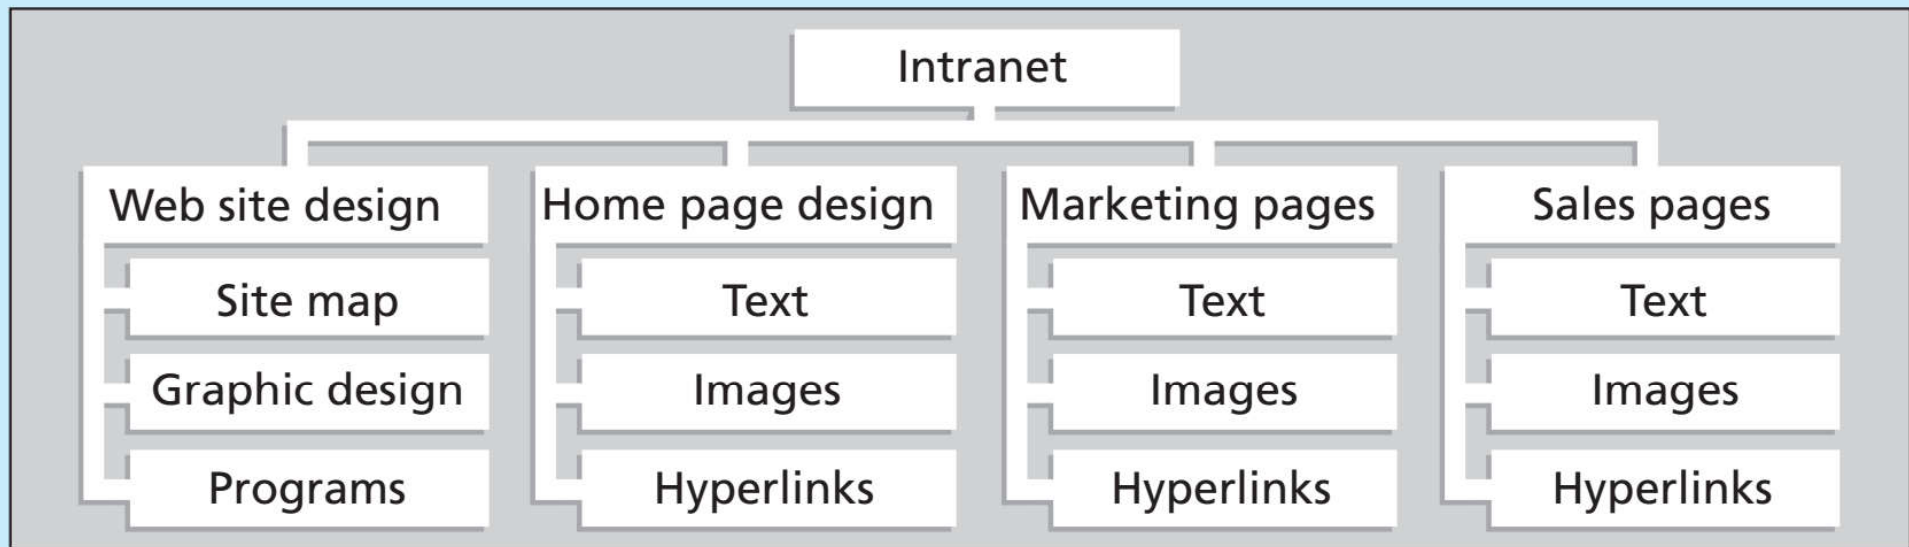 Intranet
Web site design
Site map
Graphic design
Programs
Home page design
Text
Images
Hyperlinks
Marketing pages
Text
Images
Hyperlinks
Sales pages
Text
Images
Hyperlinks